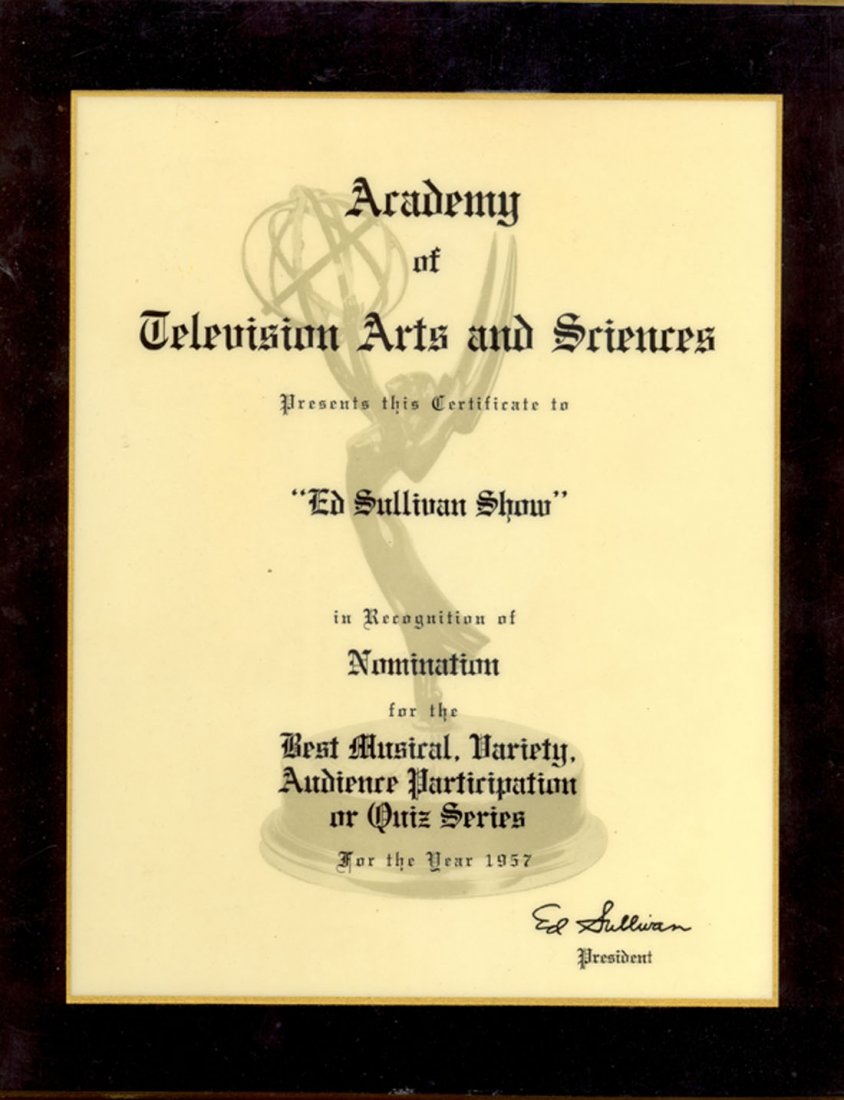 Academy
of
Television Arts and Sciences
Presents this Certificate to
"Ed Sullivan Show"
in Recognition of
Nomination
for the
Best Musical, Variety,
Audience Participation
or Quiz Series
For the Year 1957
Ed Sullivan
President